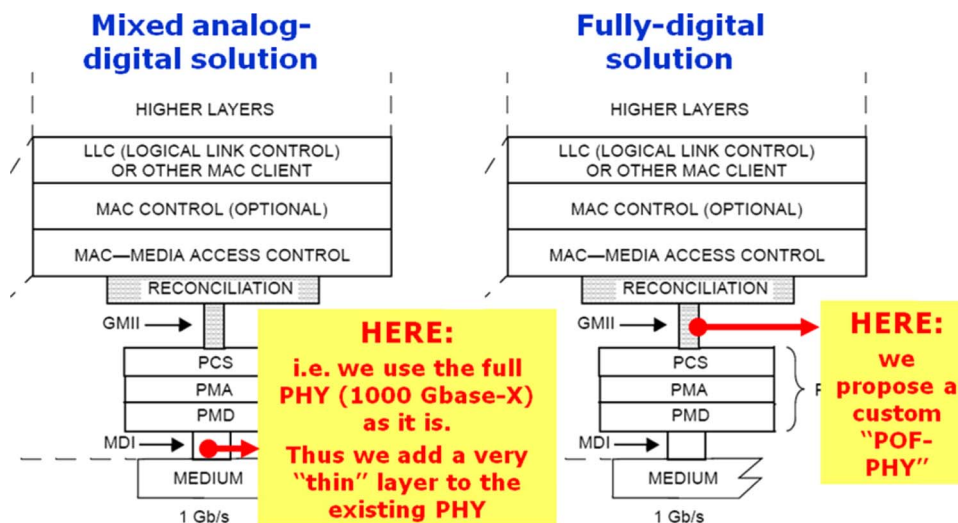 Mixed analog-
digital solution
HIGHER LAYERS
LLC (LOGICAL LINK CONTROL)
OR OTHER MAC CLIENT
MAC CONTROL (OPTIONAL)
MAC—MEDIA ACCESS CONTROL
RECONCILIATION
GMII
PCS
PMA
PMD
MDI
MEDIUM
1 Gb/s
HERE:
i.e. we use the full
PHY (1000 Gbase-X)
as it is.
Thus we add a very
“thin” layer to the
existing PHY
Fully-digital
solution
HIGHER LAYERS
LLC (LOGICAL LINK CONTROL)
OR OTHER MAC CLIENT
MAC CONTROL (OPTIONAL)
MAC—MEDIA ACCESS CONTROL
RECONCILIATION
GMII
PCS
PMA
PMD
MDI
MEDIUM
1 Gb/s
HERE:
we
propose a
custom
“POF-
PHY”